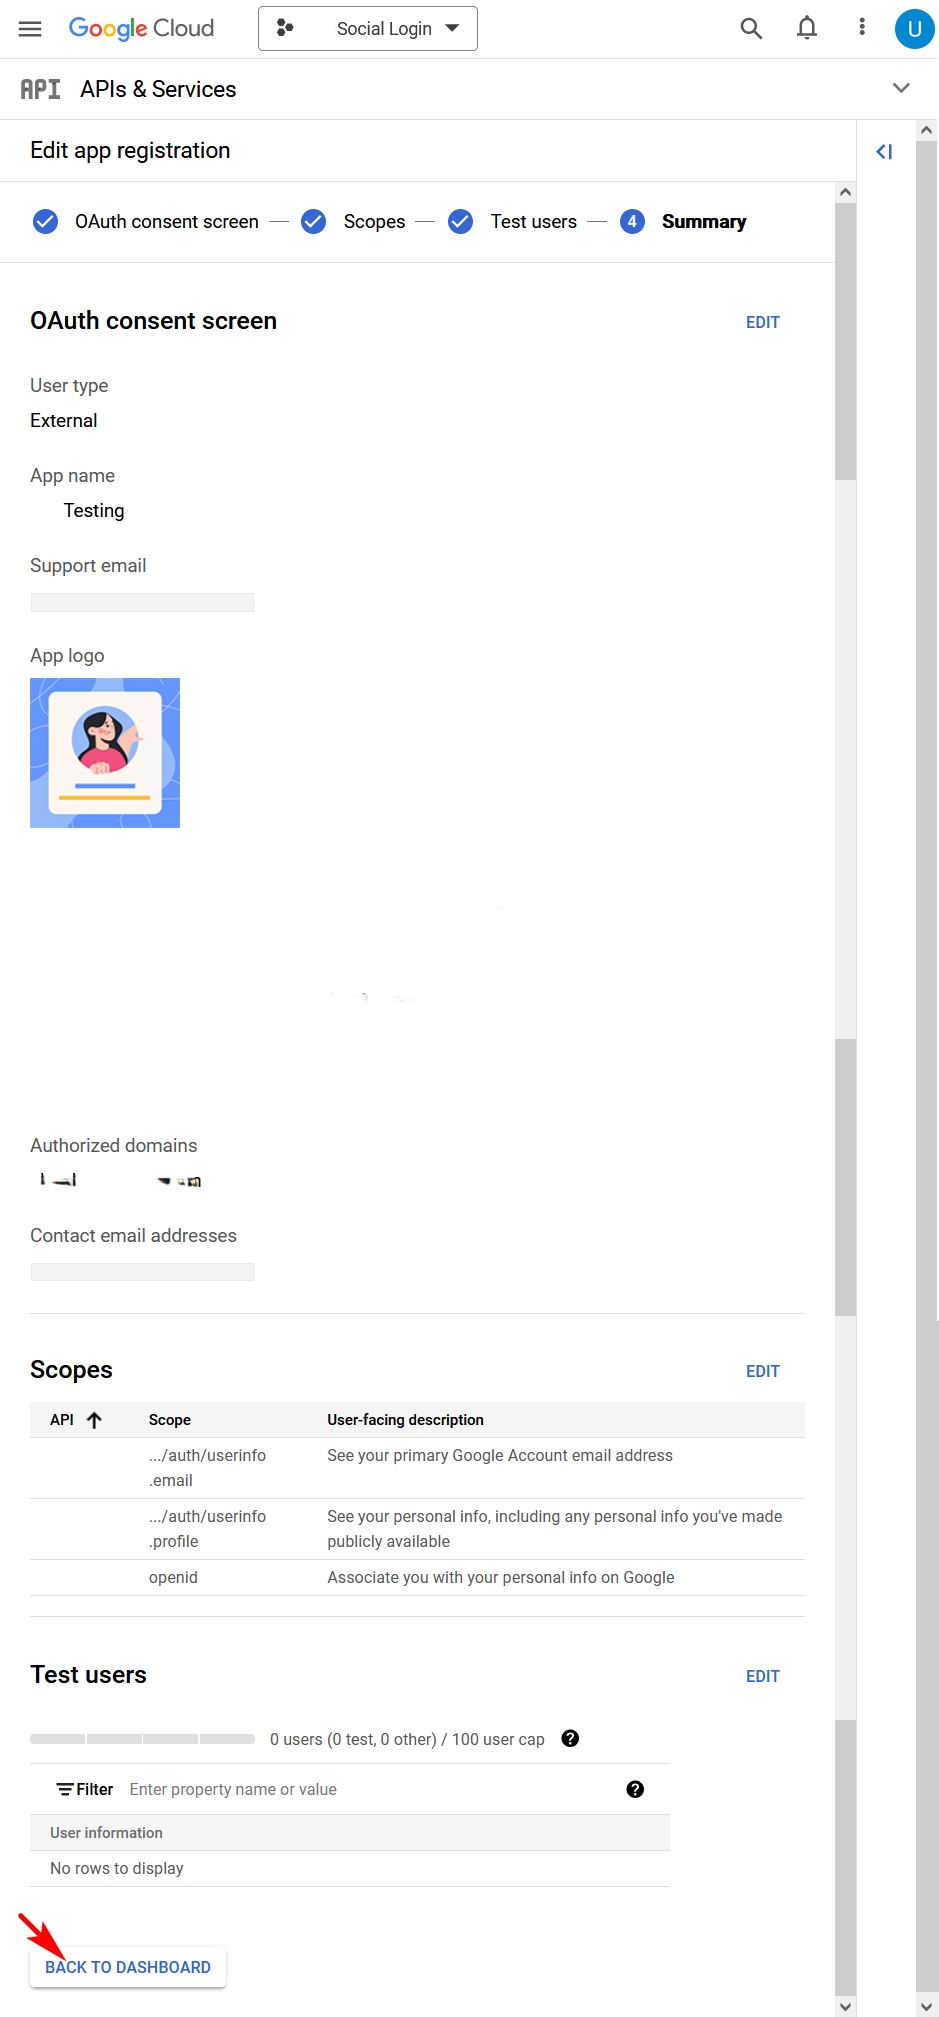 Google Cloud
Social Login
U
API APIs & Services
Edit app registration
OAuth consent screen — Scopes — Test users — 4 Summary
OAuth consent screen
EDIT
User type
External
App name
Testing
Support email
App logo
Authorized domains
Contact email addresses
Scopes
EDIT
API Scope User-facing description
.../auth/userinfo See your primary Google Account email address
.email
.../auth/userinfo See your personal info, including any personal info you've made
.profile publicly available
openid Associate you with your personal info on Google
Test users
EDIT
0 users (0 test, 0 other) / 100 user cap ?
Filter Enter property name or value ?
User information
No rows to display
BACK TO DASHBOARD